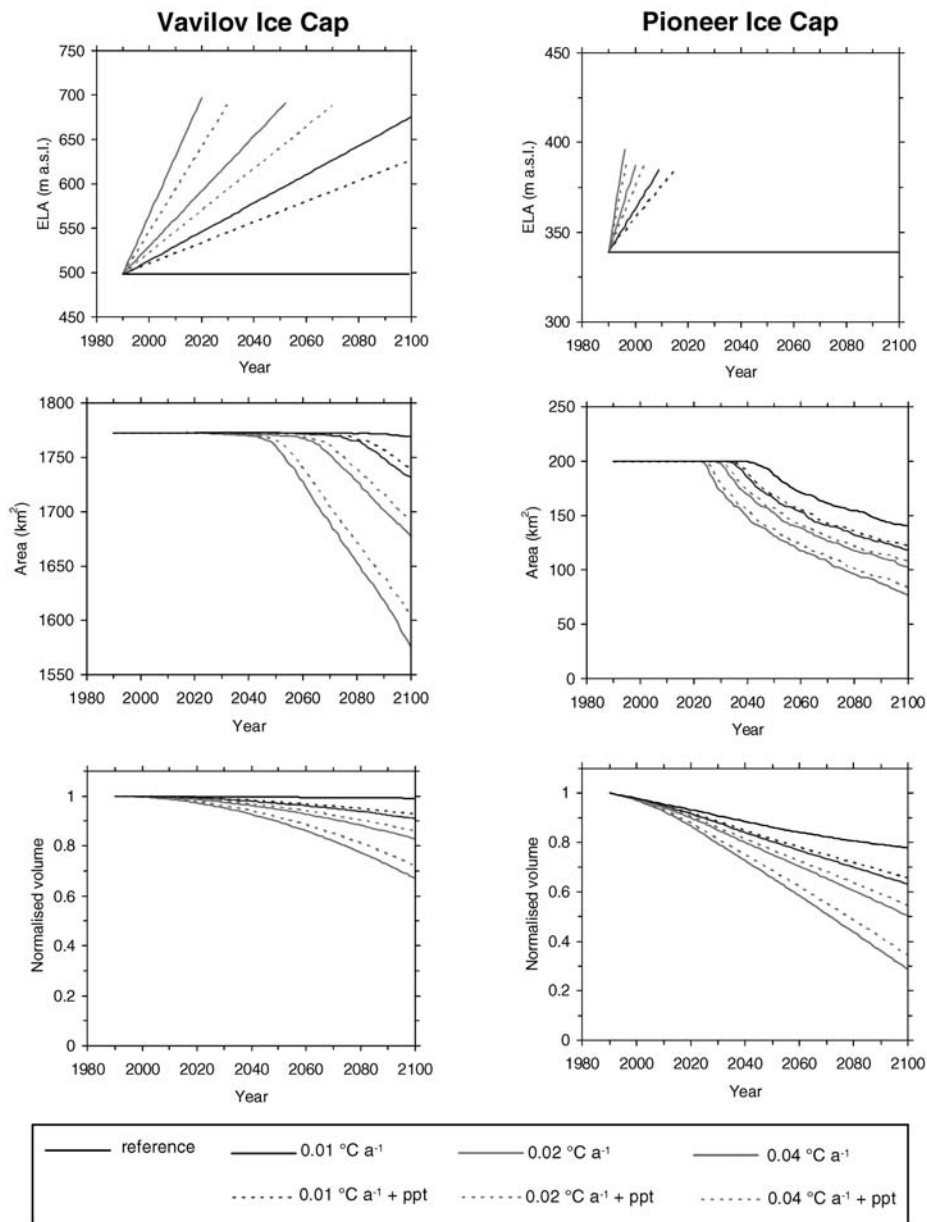 Vavilov Ice Cap
Pioneer Ice Cap
750
700
650
600
550
500
450
ELA (m a.s.l.)
1980 2000 2020 2040 2060 2080 2100
Year
450
400
350
300
ELA (m a.s.l.)
1980 2000 2020 2040 2060 2080 2100
Year
1800
1750
1700
1650
1600
1550
Area (km²)
1980 2000 2020 2040 2060 2080 2100
Year
250
200
150
100
50
0
Area (km²)
1980 2000 2020 2040 2060 2080 2100
Year
1
0.8
0.6
0.4
0.2
0
Normalised volume
1980 2000 2020 2040 2060 2080 2100
Year
1
0.8
0.6
0.4
0.2
0
Normalised volume
1980 2000 2020 2040 2060 2080 2100
Year
reference 0.01 °C a⁻¹ 0.02 °C a⁻¹ 0.04 °C a⁻¹
0.01 °C a⁻¹ + ppt 0.02 °C a⁻¹ + ppt 0.04 °C a⁻¹ + ppt